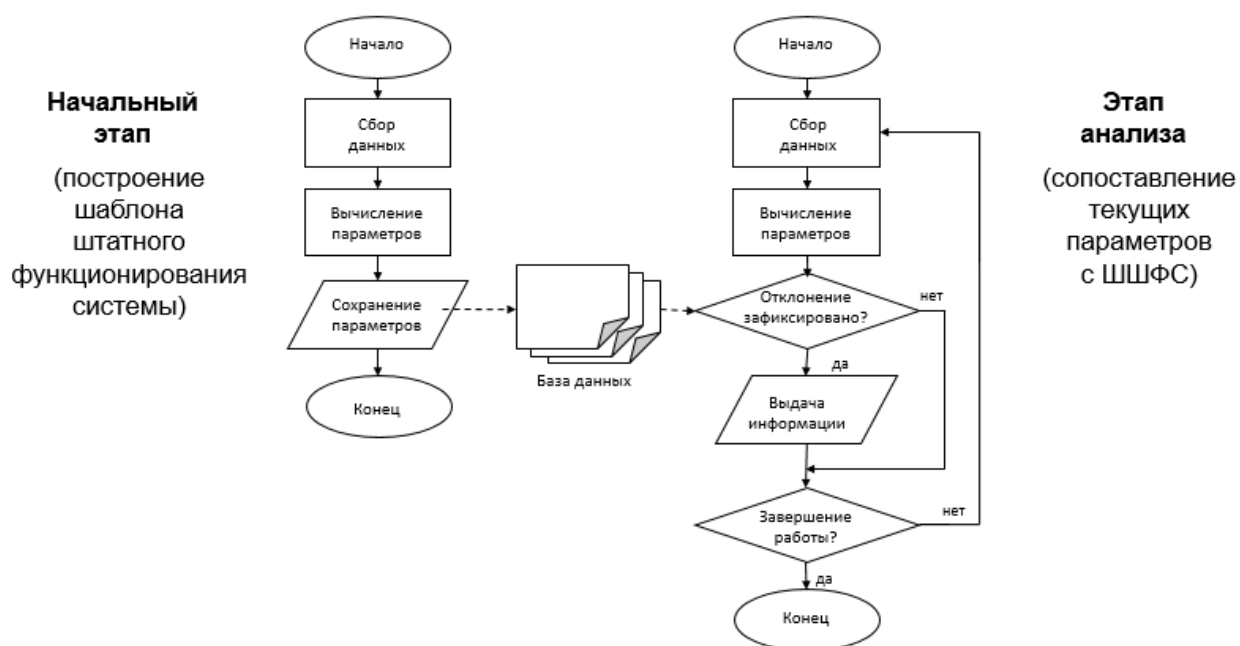 Начальный
этап
(построение
шаблона
штатного
функционирования
системы)
Начало
Сбор
данных
Вычисление
параметров
Сохранение
параметров
Конец
База данных
Начало
Сбор
данных
Вычисление
параметров
Отклонение
зафиксировано?
нет
да
Выдача
информации
Завершение
работы?
нет
да
Конец
Этап
анализа
(сопоставление
текущих
параметров
с ШШФС)